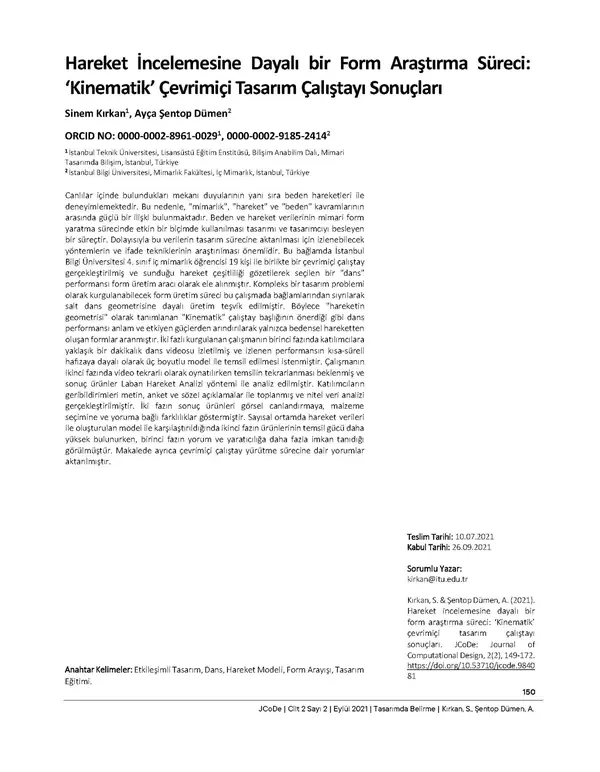 Hareket İncelemesine Dayalı bir Form Araştırma Süreci:
‘Kinematik’ Çevrimiçi Tasarım Çalıştayı Sonuçları
Sinem Kırkan1, Ayça Şentop Dümen2
ORCID NO: 0000-0002-8961-00291, 0000-0002-9185-24142
1 İstanbul Teknik Üniversitesi, Lisansüstü Eğitim Enstitüsü, Bilişim Anabilim Dalı, Mimari
Tasarımda Bilişim, İstanbul, Türkiye
2 İstanbul Bilgi Üniversitesi, Mimarlık Fakültesi, İç Mimarlık, İstanbul, Türkiye
Canlılar içinde bulundukları mekanı duyularının yanı sıra beden hareketleri ile
deneyimlemektedir. Bu nedenle, "mimarlık", "hareket" ve "beden" kavramlarının
arasında güçlü bir ilişki bulunmaktadır. Beden ve hareket verilerinin mimari form
yaratma sürecinde etkin bir biçimde kullanılması tasarımı ve tasarımcıyı besleyen
bir süreçtir. Dolayısıyla bu verilerin tasarım sürecine aktarılması için izlenebilecek
yöntemlerin ve ifade tekniklerinin araştırılması önemlidir. Bu bağlamda İstanbul
Bilgi Üniversitesi 4. sınıf iç mimarlık öğrencisi 19 kişi ile birlikte bir çevrimiçi çalıştay
gerçekleştirilmiş ve sunduğu hareket çeşitliliği gözetilerek seçilen bir "dans"
performansı form üretim aracı olarak ele alınmıştır. Kompleks bir tasarım problemi
olarak kurgulanabilecek form üretim süreci bu çalışmada bağlamlarından sıyrılarak
salt dans geometrisine dayalı üretim teşvik edilmiştir. Böylece "hareketin
geometrisi" olarak tanımlanan "Kinematik" çalıştay başlığının önerdiği gibi dans
performansı anlam ve etkiyen güçlerden arındırılarak yalnızca bedensel hareketten
oluşan formlar aranmıştır. İki fazlı kurgulanan çalışmanın birinci fazında katılımcılara
yaklaşık bir dakikalık dans videosu izletilmiş ve izlenen performansın kısa-süreli
hafızaya dayalı olarak üç boyutlu model ile temsil edilmesi istenmiştir. Çalışmanın
ikinci fazında video tekrarlı olarak oynatılırken temsilin tekrarlanması beklenmiş ve
sonuç ürünler Laban Hareket Analizi yöntemi ile analiz edilmiştir. Katılımcıların
geribildirimleri metin, anket ve sözel açıklamalar ile toplanmış ve nitel veri analizi
gerçekleştirilmiştir. İki fazın sonuç ürünleri görsel canlandırmaya, malzeme
seçimine ve yoruma bağlı farklılıklar göstermiştir. Sayısal ortamda hareket verileri
ile oluşturulan model ile karşılaştırıldığında ikinci fazın ürünlerinin temsil gücü daha
yüksek bulunurken, birinci fazın yorum ve yaratıcılığa daha fazla imkan tanıdığı
görülmüştür. Makalede ayrıca çevrimiçi çalıştay yürütme sürecine dair yorumlar
aktarılmıştır.
Teslim Tarihi: 10.07.2021
Kabul Tarihi: 26.09.2021
Sorumlu Yazar:
kirkan@itu.edu.tr
Kırkan, S. & Şentop Dümen, A. (2021).
Hareket incelemesine dayalı bir
form araştırma süreci: ‘Kinematik’
çevrimiçi tasarım çalıştayı
sonuçları. JCoDe: Journal of
Computational Design, 2(2), 149-172.
https://doi.org/10.53710/jcode.9840
81
Anahtar Kelimeler: Etkileşimli Tasarım, Dans, Hareket Modeli, Form Arayışı, Tasarım
Eğitimi.
150
JCoDe | Cilt 2 Sayı 2 | Eylül 2021 | Tasarımda Belirme | Kırkan, S., Şentop Dümen, A.